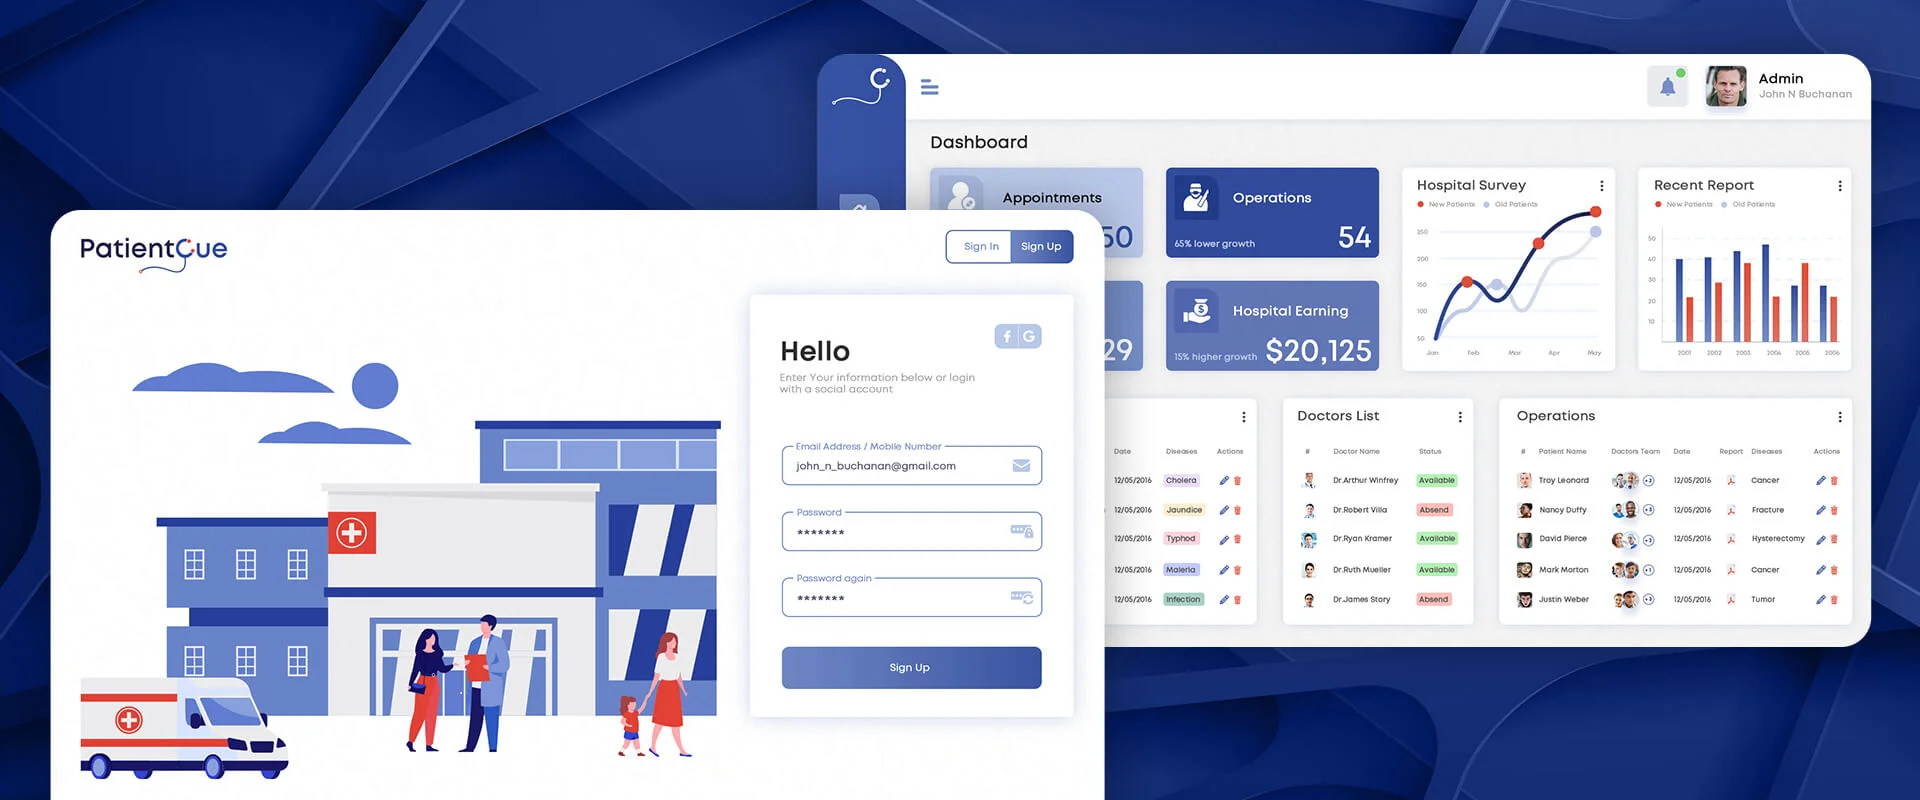 PatientCue
Sign In
Sign Up
Hello
Enter Your information below or login
with a social account
f G
Email Address / Mobile Number
john_n_buchanan@gmail.com
Password
*******
Password again
*******
Sign Up
Admin
John N Buchanan
Dashboard
Appointments
50
Operations
65% lower growth
54
29
Hospital Earning
15% higher growth
$20,125
Hospital Survey
New Patients Old Patients
250
200
150
100
50
Jan Feb Mar Apr May
Recent Report
New Patients Old Patients
50
40
30
20
10
2001 2002 2003 2004 2005 2006
Date Diseases Actions
12/05/2016 Cholera
12/05/2016 Jaundice
12/05/2016 Typhod
12/05/2016 Maleria
12/05/2016 Infection
Doctors List
# Doctor Name Status
Dr.Arthur Winfrey Available
Dr.Robert Villa Absend
Dr.Ryan Kramer Available
Dr.Ruth Mueller Available
Dr.James Story Absend
Operations
# Patient Name Doctors Team Date Report Diseases Actions
Troy Leonard +3 12/05/2016 Cancer
Nancy Duffy +3 12/05/2016 Fracture
David Pierce +3 12/05/2016 Hysterectomy
Mark Morton +1 12/05/2016 Cancer
Justin Weber +3 12/05/2016 Tumor